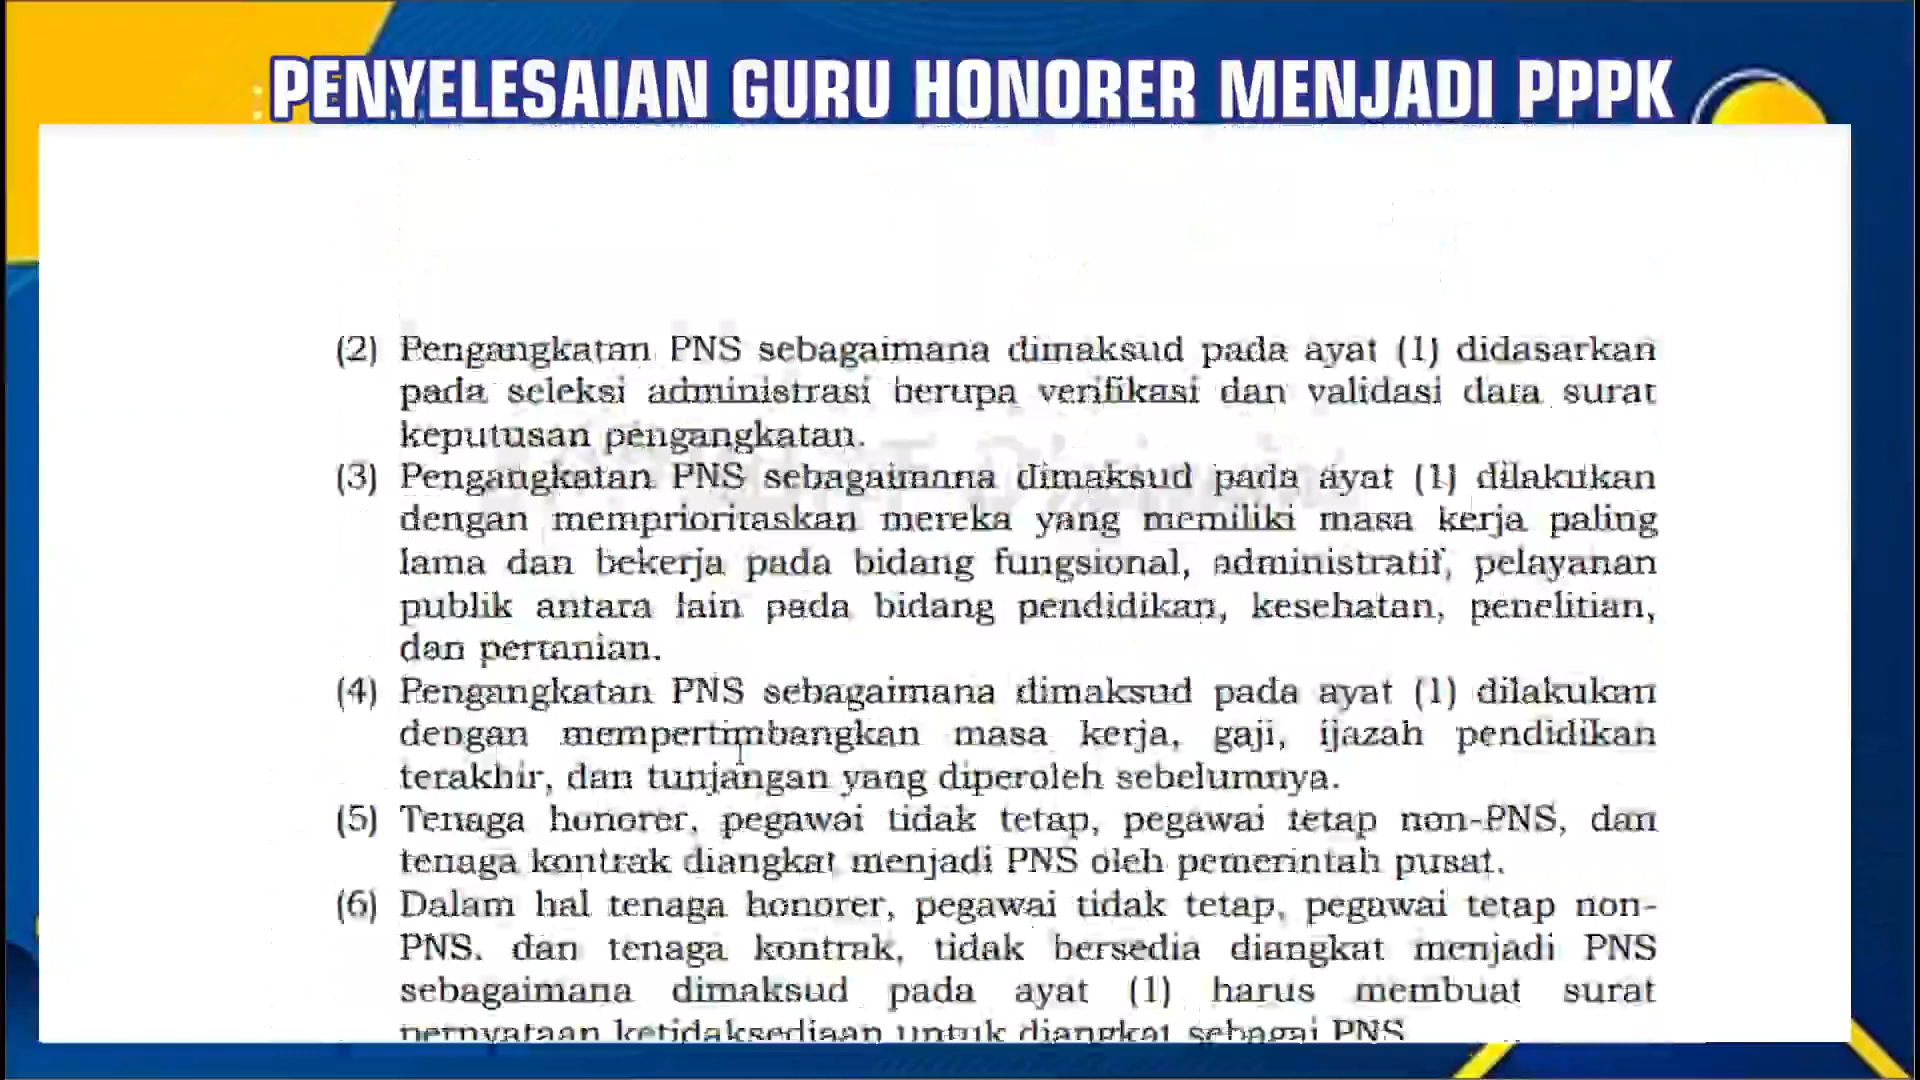 PENYELESAIAN GURU HONORER MENJADI PPPK
(2) Pengangkatan PNS sebagaimana dimaksud pada ayat (1) didasarkan
pada seleksi administrasi berupa verifikasi dan validasi data surat
keputusan pengangkatan.
(3) Pengangkatan PNS sebagaimana dimaksud pada ayat (1) dilakukan
dengan memprioritaskan mereka yang memiliki masa kerja paling
lama dan bekerja pada bidang fungsional, administratif, pelayanan
publik antara lain pada bidang pendidikan, kesehatan, penelitian,
dan pertanian.
(4) Pengangkatan PNS sebagaimana dimaksud pada ayat (1) dilakukan
dengan mempertimbangkan masa kerja, gaji, ijazah pendidikan
terakhir, dan tunjangan yang diperoleh sebelumnya.
(5) Tenaga honorer, pegawai tidak tetap, pegawai tetap non-PNS, dan
tenaga kontrak diangkat menjadi PNS oleh pemerintah pusat.
(6) Dalam hal tenaga honorer, pegawai tidak tetap, pegawai tetap non-
PNS, dan tenaga kontrak, tidak bersedia diangkat menjadi PNS
sebagaimana dimaksud pada ayat (1) harus membuat surat
pernyataan ketidaksediaan untuk diangkat sebagai PNS.